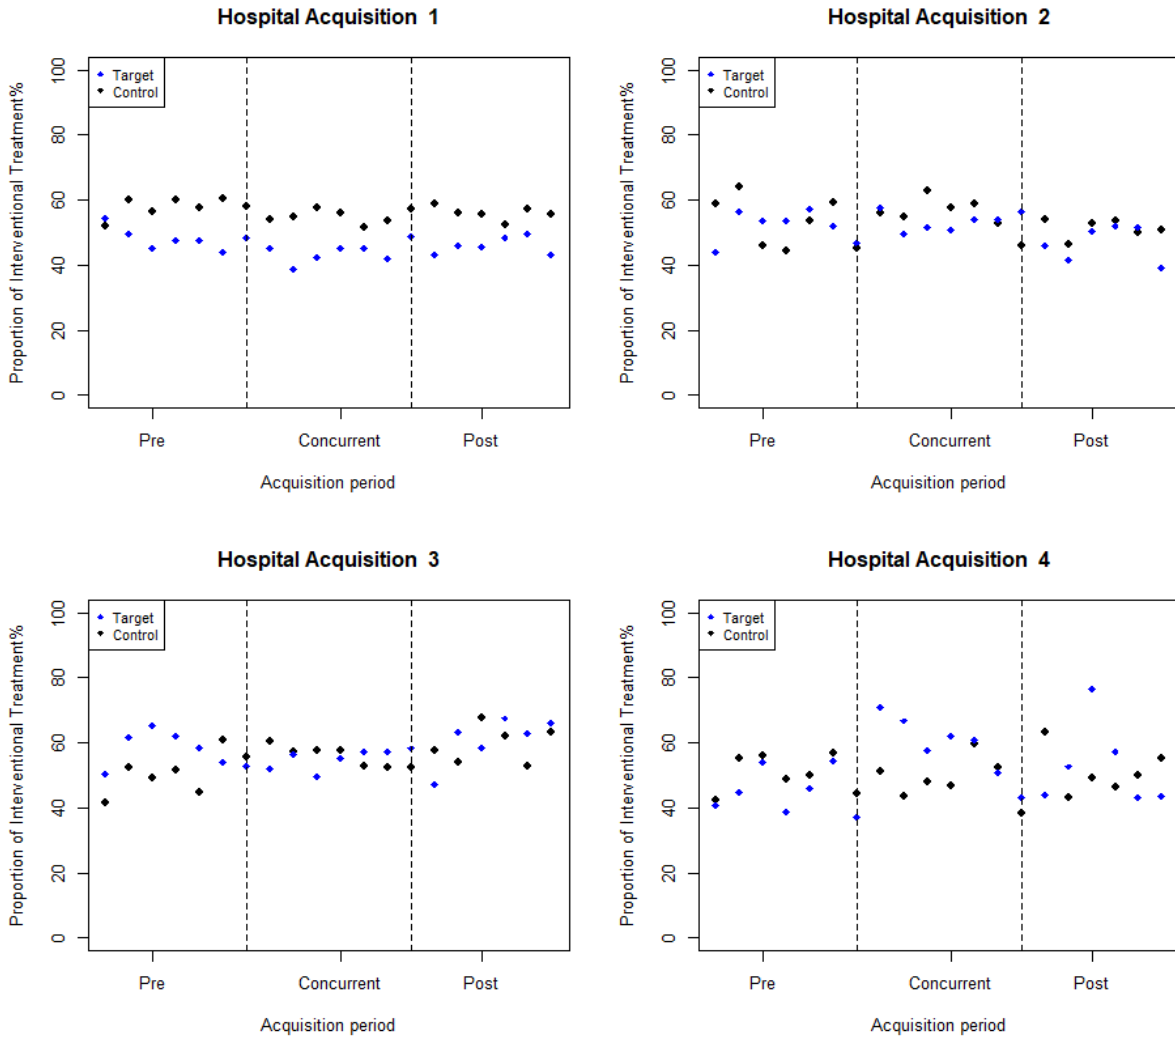 Hospital Acquisition 1
Proportion of Interventional Treatment%
100
80
60
40
20
0
Target
Control
Pre
Concurrent
Post
Acquisition period
Hospital Acquisition 2
Proportion of Interventional Treatment%
100
80
60
40
20
0
Target
Control
Pre
Concurrent
Post
Acquisition period
Hospital Acquisition 3
Proportion of Interventional Treatment%
100
80
60
40
20
0
Target
Control
Pre
Concurrent
Post
Acquisition period
Hospital Acquisition 4
Proportion of Interventional Treatment%
100
80
60
40
20
0
Target
Control
Pre
Concurrent
Post
Acquisition period